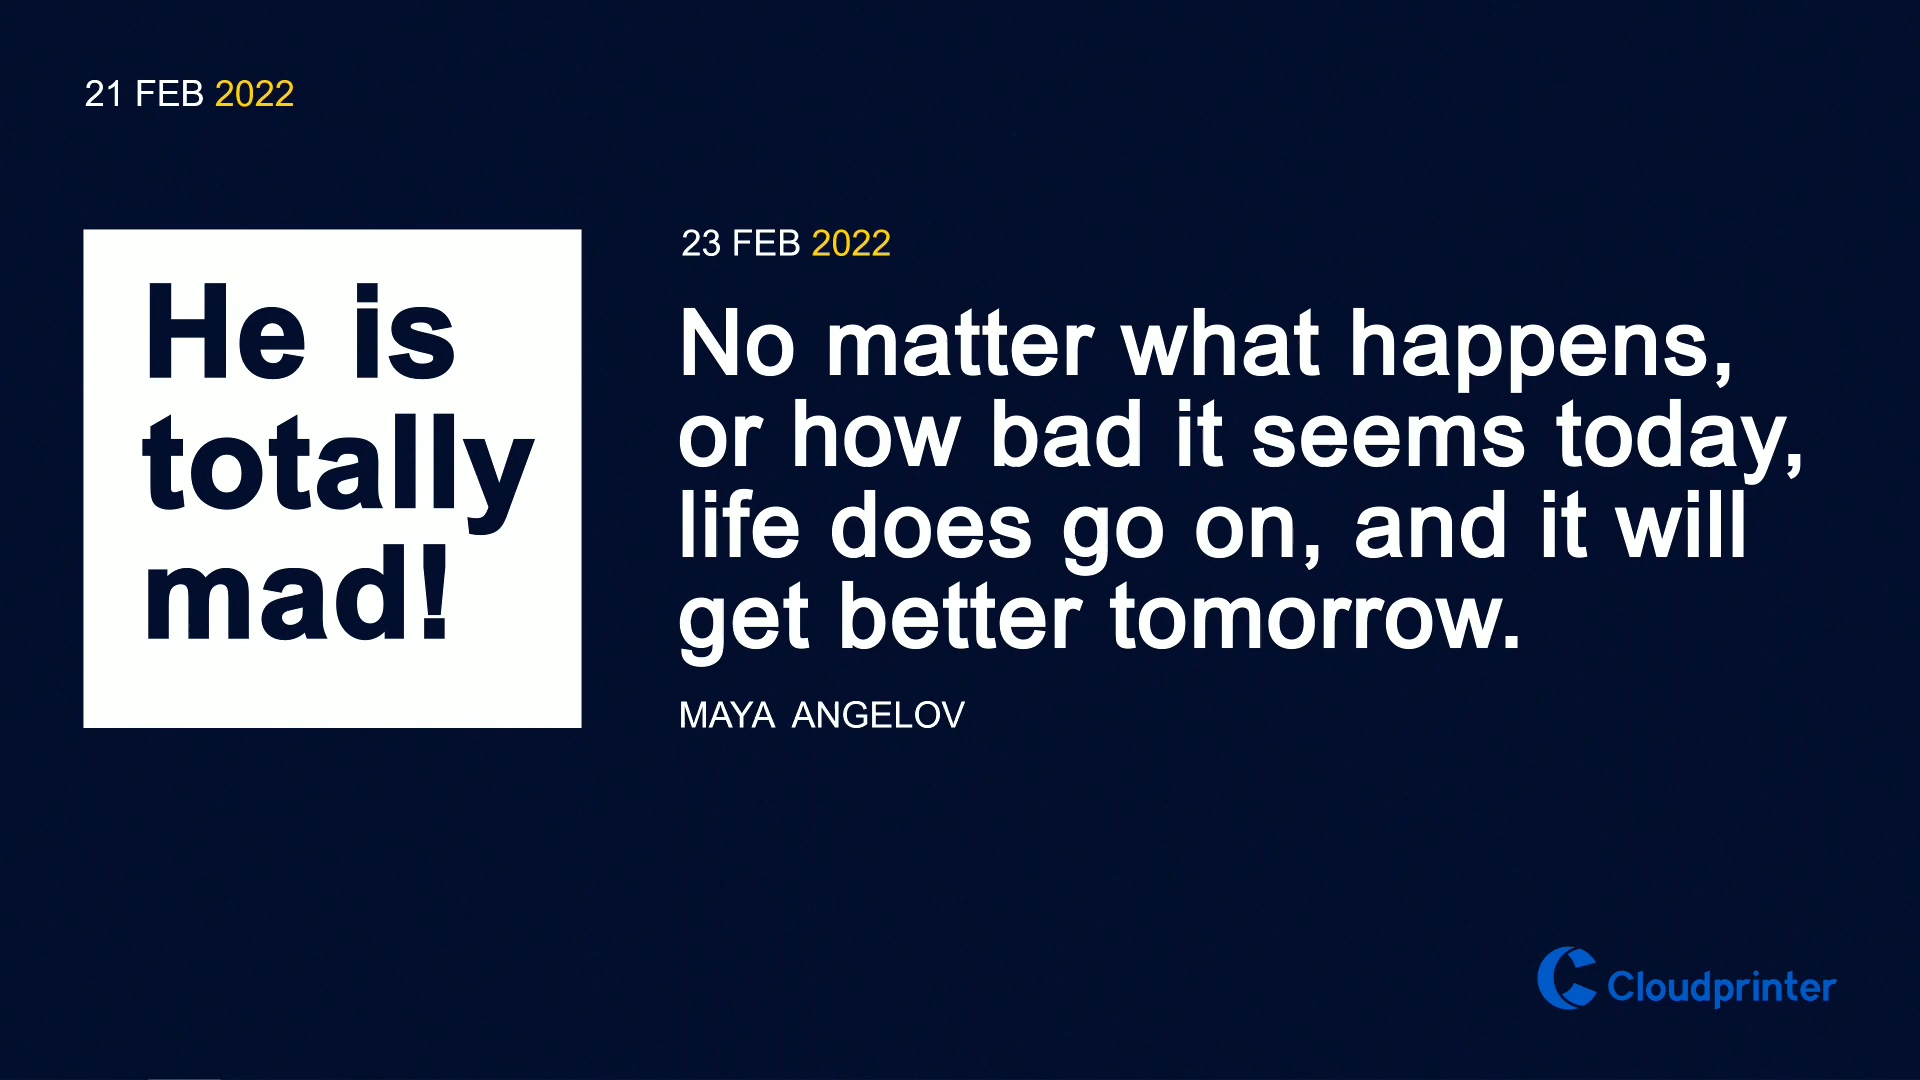 21 FEB 2022
He is
totally
mad!
23 FEB 2022
No matter what happens,
or how bad it seems today,
life does go on, and it will
get better tomorrow.
MAYA ANGELOV
Cloudprinter